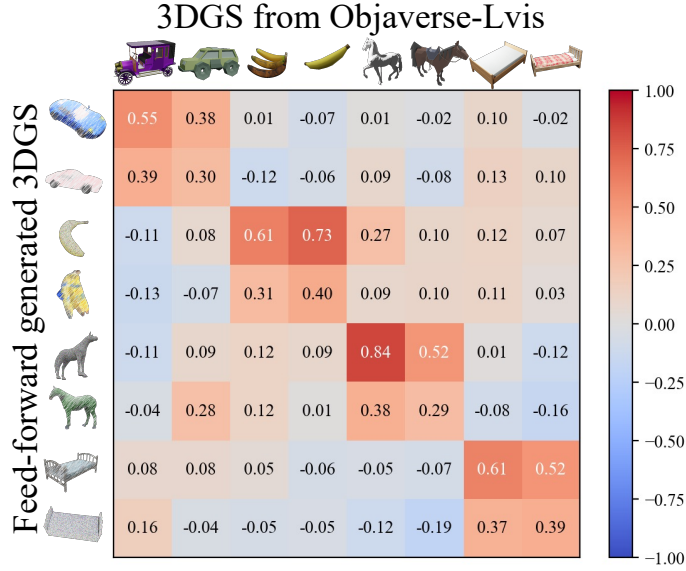 3DGS from Objaverse-Lvis
Feed-forward generated 3DGS
0.55 0.38 0.01 -0.07 0.01 -0.02 0.10 -0.02
0.39 0.30 -0.12 -0.06 0.09 -0.08 0.13 0.10
-0.11 0.08 0.61 0.73 0.27 0.10 0.12 0.07
-0.13 -0.07 0.31 0.40 0.09 0.10 0.11 0.03
-0.11 0.09 0.12 0.09 0.84 0.52 0.01 -0.12
-0.04 0.28 0.12 0.01 0.38 0.29 -0.08 -0.16
0.08 0.08 0.05 -0.06 -0.05 -0.07 0.61 0.52
0.16 -0.04 -0.05 -0.05 -0.12 -0.19 0.37 0.39
1.00
0.75
0.50
0.25
0.00
−0.25
−0.50
−0.75
−1.00